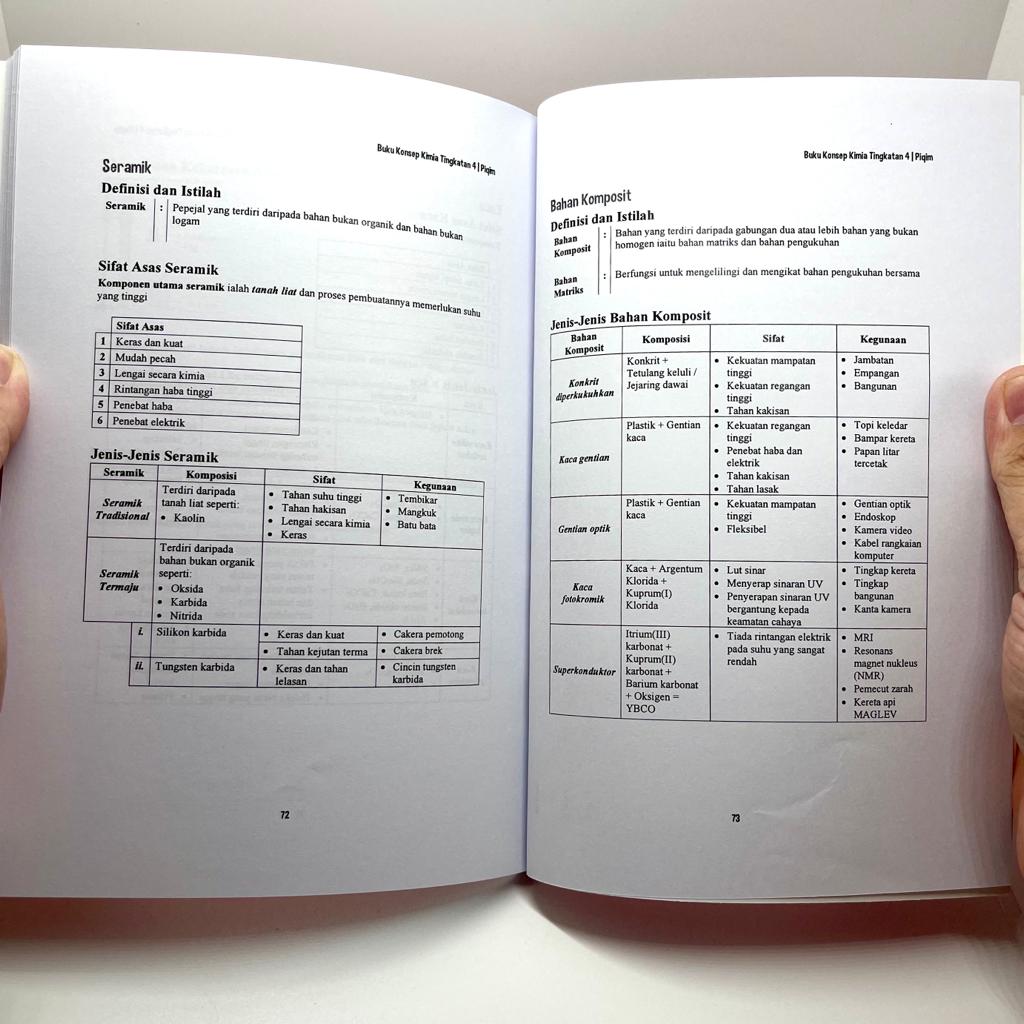 Buku Konsep Kimia Tingkatan 4 | Piqim
Seramik
Definisi dan Istilah
Seramik : Pepejal yang terdiri daripada bahan bukan organik dan bahan bukan
logam
Sifat Asas Seramik
Komponen utama seramik ialah tanah liat dan proses pembuatannya memerlukan suhu
yang tinggi
Sifat Asas
1 Keras dan kuat
2 Mudah pecah
3 Lengai secara kimia
4 Rintangan haba tinggi
5 Penebat haba
6 Penebat elektrik
Jenis-Jenis Seramik
Seramik Komposisi Sifat Kegunaan
Seramik
Tradisional
Terdiri daripada
tanah liat seperti:
• Kaolin
• Tahan suhu tinggi
• Tahan hakisan
• Lengai secara kimia
• Keras
• Tembikar
• Mangkuk
• Batu bata
Seramik
Termaju
Terdiri daripada
bahan bukan organik
seperti:
• Oksida
• Karbida
• Nitrida
i. Silikon karbida
• Keras dan kuat
• Cakera pemotong
• Tahan kejutan terma
• Cakera brek
ii. Tungsten karbida
• Keras dan tahan
lelasan
• Cincin tungsten
karbida
72
Buku Konsep Kimia Tingkatan 4 | Piqim
Bahan Komposit
Definisi dan Istilah
Bahan
Komposit
: Bahan yang terdiri daripada gabungan dua atau lebih bahan yang bukan
homogen iaitu bahan matriks dan bahan pengukuhan
Bahan
Matriks
: Berfungsi untuk mengelilingi dan mengikat bahan pengukuhan bersama
Jenis-Jenis Bahan Komposit
Bahan
Komposit
Komposisi Sifat Kegunaan
Konkrit
diperkukuhkan
Konkrit +
Tetulang keluli /
Jejaring dawai
• Kekuatan mampatan
tinggi
• Kekuatan regangan
tinggi
• Tahan kakisan
• Jambatan
• Empangan
• Bangunan
Kaca gentian
Plastik + Gentian
kaca
• Kekuatan regangan
tinggi
• Penebat haba dan
elektrik
• Tahan kakisan
• Tahan lasak
• Topi keledar
• Bampar kereta
• Papan litar
tercetak
Gentian optik
Plastik + Gentian
kaca
• Kekuatan mampatan
tinggi
• Fleksibel
• Gentian optik
• Endoskop
• Kamera video
• Kabel rangkaian
komputer
Kaca
fotokromik
Kaca + Argentum
Klorida +
Kuprum(I)
Klorida
• Lut sinar
• Menyerap sinaran UV
• Penyerapan sinaran UV
bergantung kepada
keamatan cahaya
• Tingkap kereta
• Tingkap
bangunan
• Kanta kamera
Superkonduktor
Itrium(III)
karbonat +
Kuprum(II)
karbonat +
Barium karbonat
+ Oksigen =
YBCO
• Tiada rintangan elektrik
pada suhu yang sangat
rendah
• MRI
• Resonans
magnet nukleus
(NMR)
• Pemecut zarah
• Kereta api
MAGLEV
73